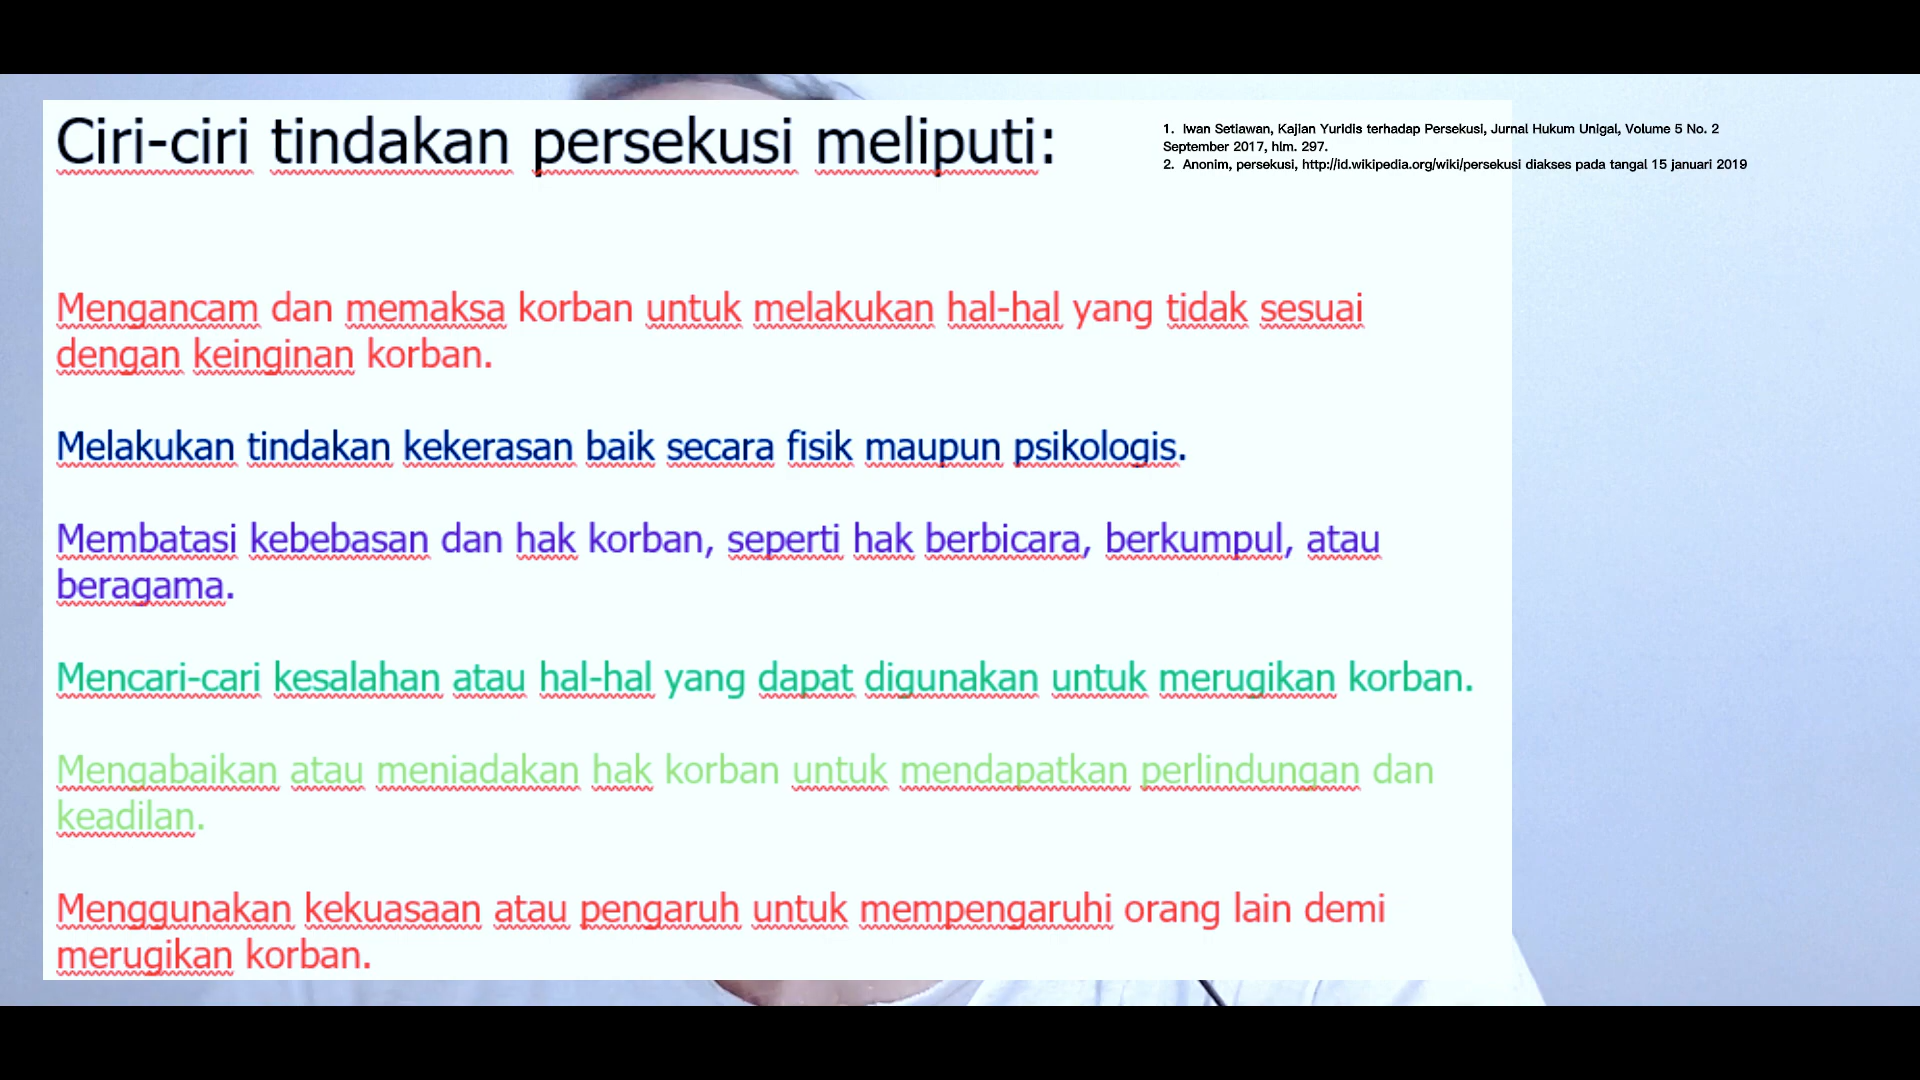 Ciri-ciri tindakan persekusi meliputi:
1. Iwan Setiawan, Kajian Yuridis terhadap Persekusi, Jurnal Hukum Unigal, Volume 5 No. 2
September 2017, hlm. 297.
2. Anonim, persekusi, http://id.wikipedia.org/wiki/persekusi diakses pada tangal 15 januari 2019
Mengancam dan memaksa korban untuk melakukan hal-hal yang tidak sesuai
dengan keinginan korban.
Melakukan tindakan kekerasan baik secara fisik maupun psikologis.
Membatasi kebebasan dan hak korban, seperti hak berbicara, berkumpul, atau
beragama.
Mencari-cari kesalahan atau hal-hal yang dapat digunakan untuk merugikan korban.
Mengabaikan atau meniadakan hak korban untuk mendapatkan perlindungan dan
keadilan.
Menggunakan kekuasaan atau pengaruh untuk mempengaruhi orang lain demi
merugikan korban.